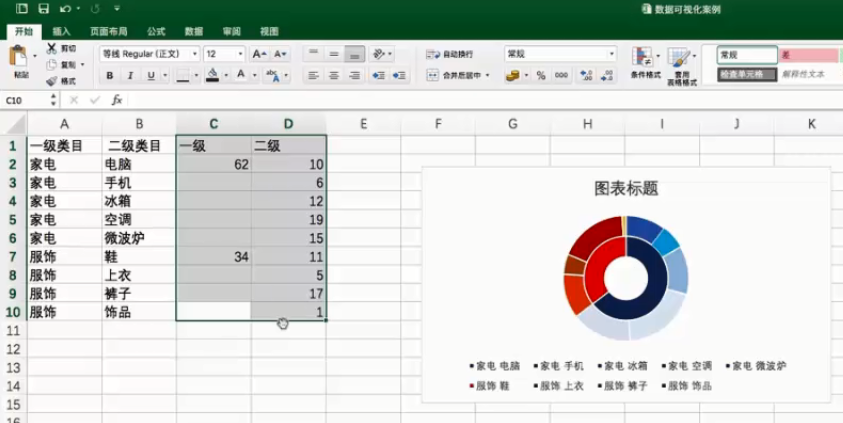 数据可视化案例
开始 插入 页面布局 公式 数据 审阅 视图
粘贴 剪切 复制 格式 等线 Regular (正文) 12 A A 自动换行 常规 条件格式 套用表格格式 常规 差
B I U A abc 合并后居中 % 000 检查单元格 解释性文本
C10 fx
A B C D E F G H I J K
1 一级类目 二级类目 一级 二级
2 家电 电脑 62 10
3 家电 手机 6
4 家电 冰箱 12
5 家电 空调 19
6 家电 微波炉 15
7 服饰 鞋 34 11
8 服饰 上衣 5
9 服饰 裤子 17
10 服饰 饰品 1
11
12
13
14
15
图表标题
家电 电脑 家电 手机 家电 冰箱 家电 空调 家电 微波炉
服饰 鞋 服饰 上衣 服饰 裤子 服饰 饰品